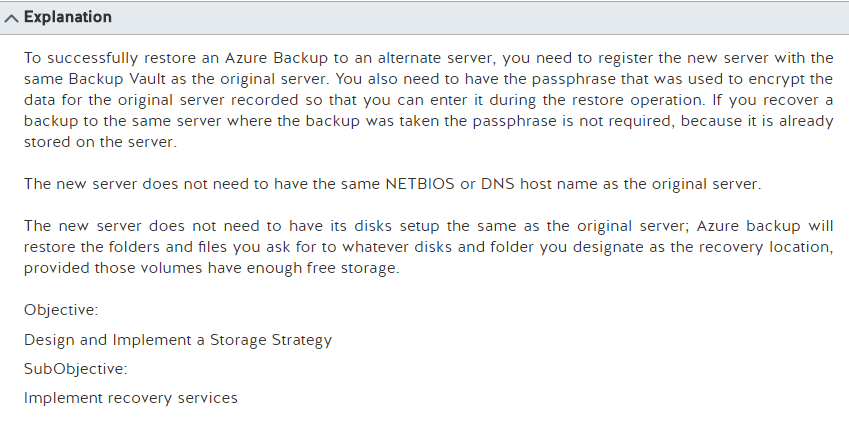 Explanation
To successfully restore an Azure Backup to an alternate server, you need to register the new server with the
same Backup Vault as the original server. You also need to have the passphrase that was used to encrypt the
data for the original server recorded so that you can enter it during the restore operation. If you recover a
backup to the same server where the backup was taken the passphrase is not required, because it is already
stored on the server.
The new server does not need to have the same NETBIOS or DNS host name as the original server.
The new server does not need to have its disks setup the same as the original server; Azure backup will
restore the folders and files you ask for to whatever disks and folder you designate as the recovery location,
provided those volumes have enough free storage.
Objective:
Design and Implement a Storage Strategy
SubObjective:
Implement recovery services